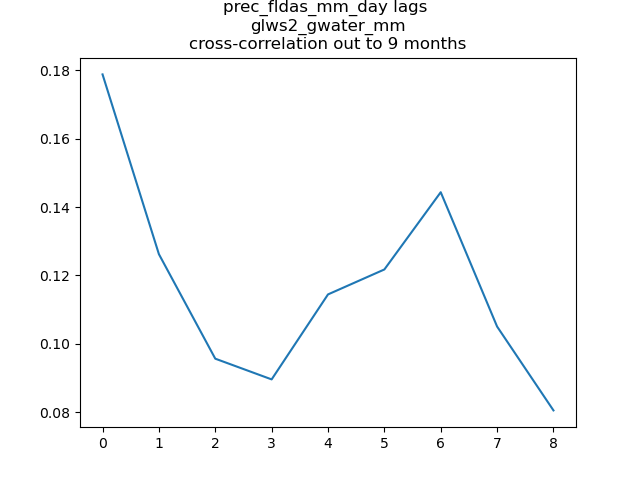 prec_fldas_mm_day lags
glws2_gwater_mm
cross-correlation out to 9 months
0.18
0.16
0.14
0.12
0.10
0.08
0 1 2 3 4 5 6 7 8